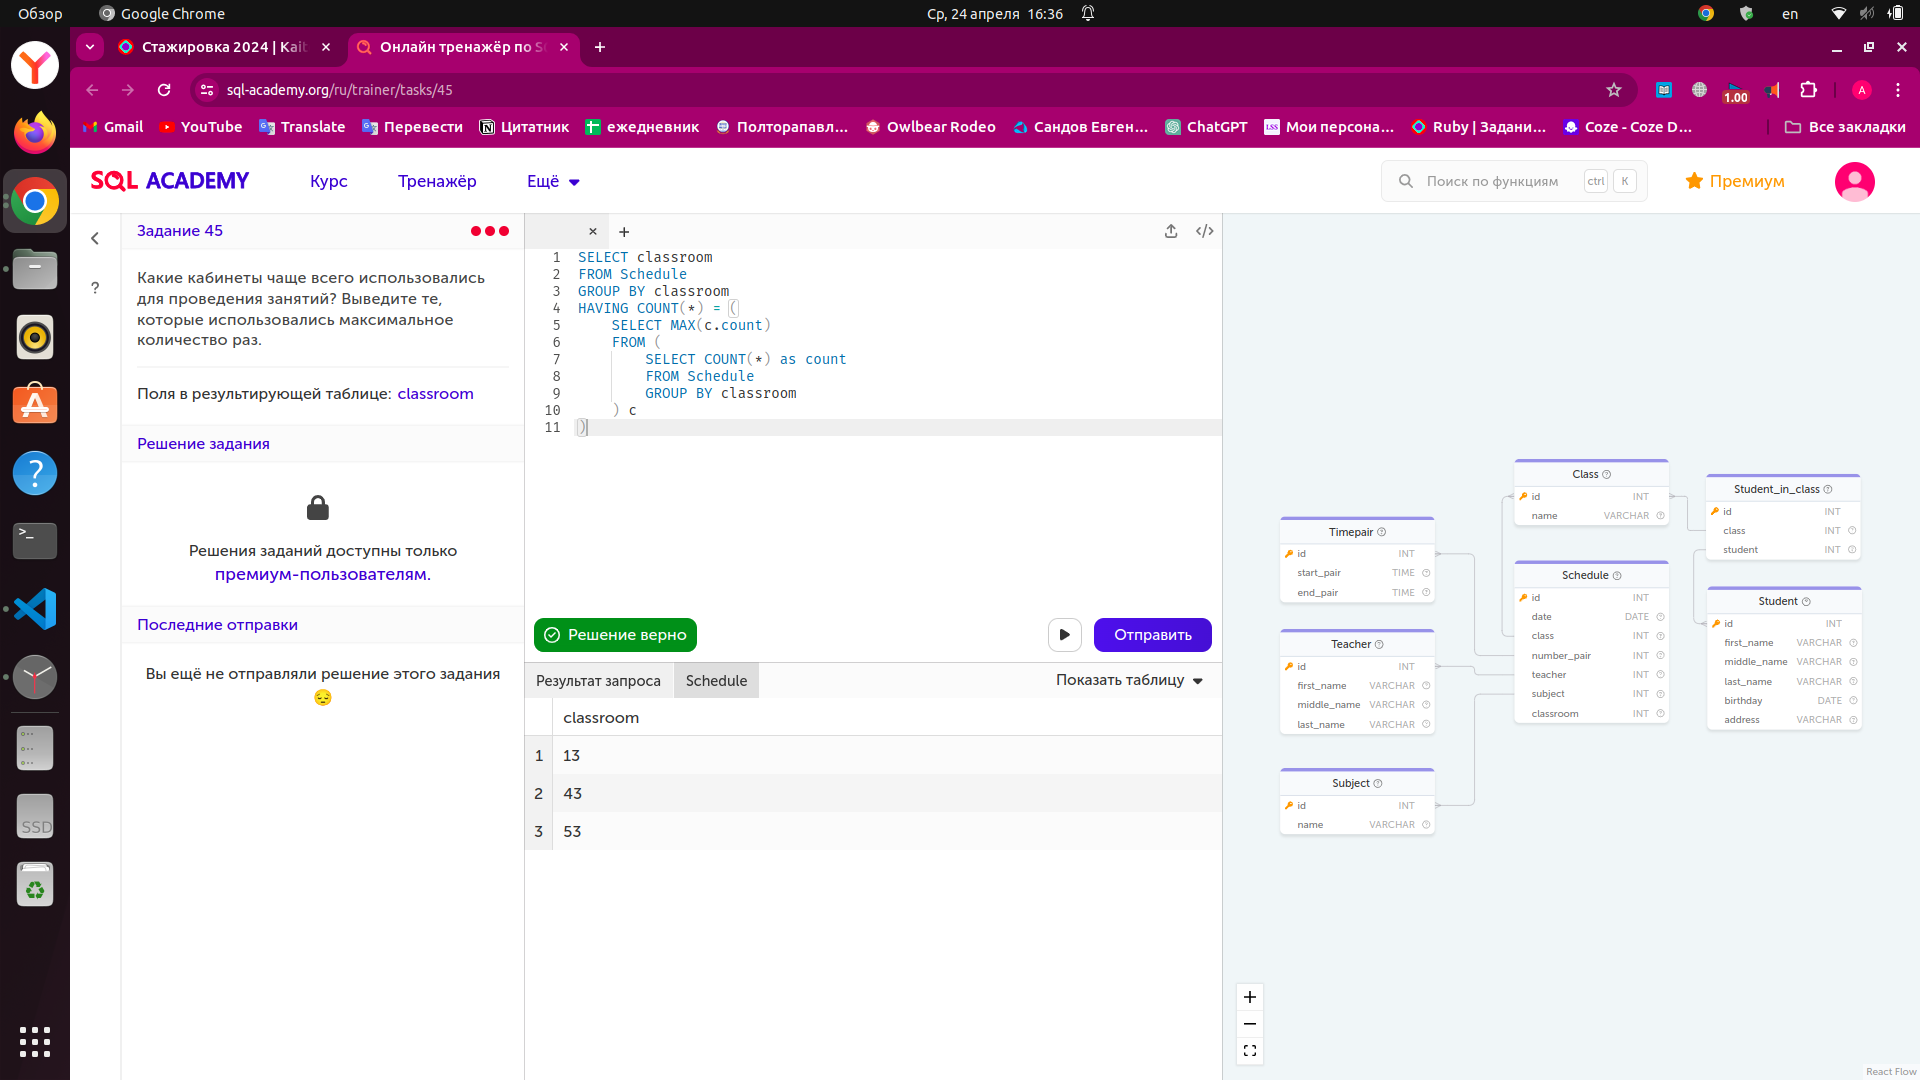 Обзор
Google Chrome
Ср, 24 апреля 16:36
en
Стажировка 2024 | Kait
Онлайн тренажёр по S
sql-academy.org/ru/trainer/tasks/45
1.00
A
Gmail
YouTube
Translate
Перевести
Цитатник
ежедневник
Полторапавл...
Owlbear Rodeo
Сандов Евген...
ChatGPT
LSS
Мои персона...
Ruby | Задани...
Coze - Coze D...
Все закладки
SQL ACADEMY
Курс
Тренажёр
Ещё
Поиск по функциям
ctrl
K
Премиум
?
Задание 45
Какие кабинеты чаще всего использовались
для проведения занятий? Выведите те,
которые использовались максимальное
количество раз.
Поля в результирующей таблице: classroom
Решение задания
Решения заданий доступны только
премиум-пользователям.
Последние отправки
Вы ещё не отправляли решение этого задания
1 SELECT classroom
2 FROM Schedule
3 GROUP BY classroom
4 HAVING COUNT(*) = (
5 SELECT MAX(c.count)
6 FROM (
7 SELECT COUNT(*) as count
8 FROM Schedule
9 GROUP BY classroom
10 ) c
11 )
Решение верно
Отправить
Результат запроса
Schedule
Показать таблицу
classroom
1 13
2 43
3 53
Timepair
id INT
start_pair TIME
end_pair TIME
Teacher
id INT
first_name VARCHAR
middle_name VARCHAR
last_name VARCHAR
Subject
id INT
name VARCHAR
Class
id INT
name VARCHAR
Schedule
id INT
date DATE
class INT
number_pair INT
teacher INT
subject INT
classroom INT
Student_in_class
id INT
class INT
student INT
Student
id INT
first_name VARCHAR
middle_name VARCHAR
last_name VARCHAR
birthday DATE
address VARCHAR
React Flow
SSD